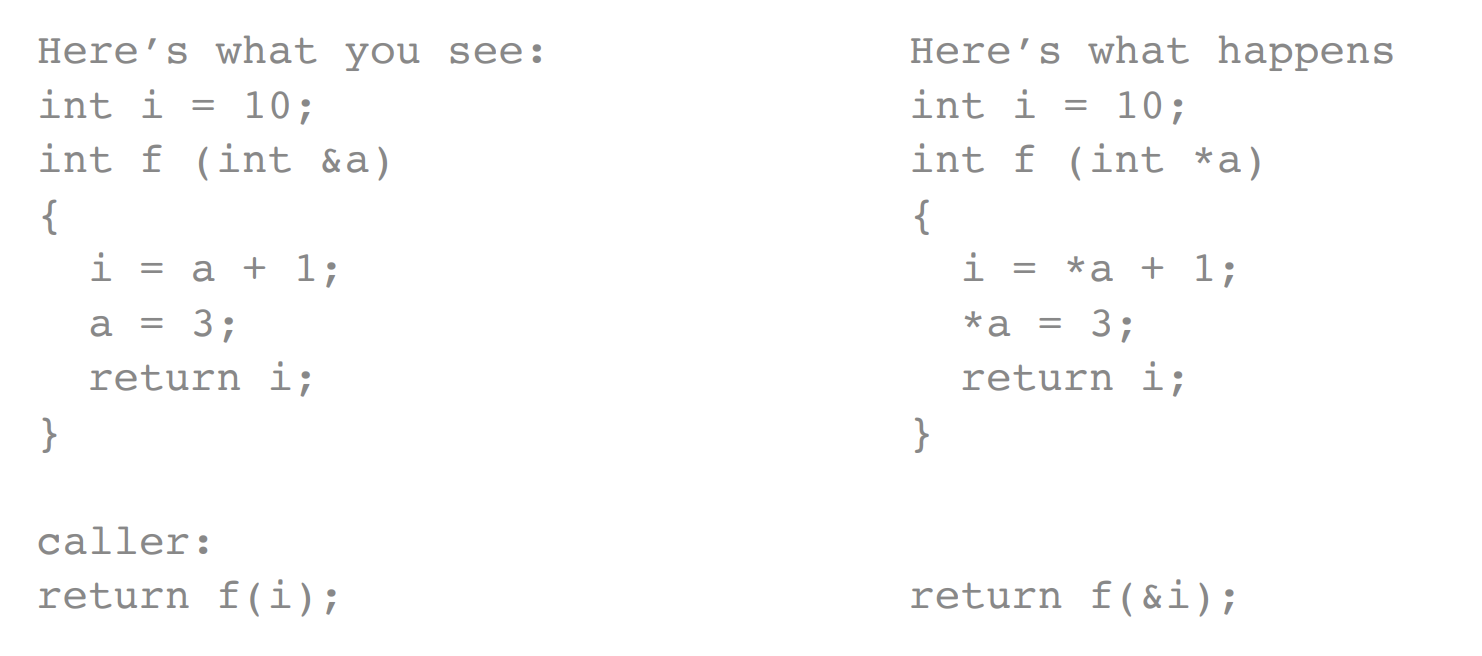 Here’s what you see:
int i = 10;
int f (int &a)
{
  i = a + 1;
  a = 3;
  return i;
}
caller:
return f(i);
Here’s what happens
int i = 10;
int f (int *a)
{
  i = *a + 1;
  *a = 3;
  return i;
}
return f(&i);